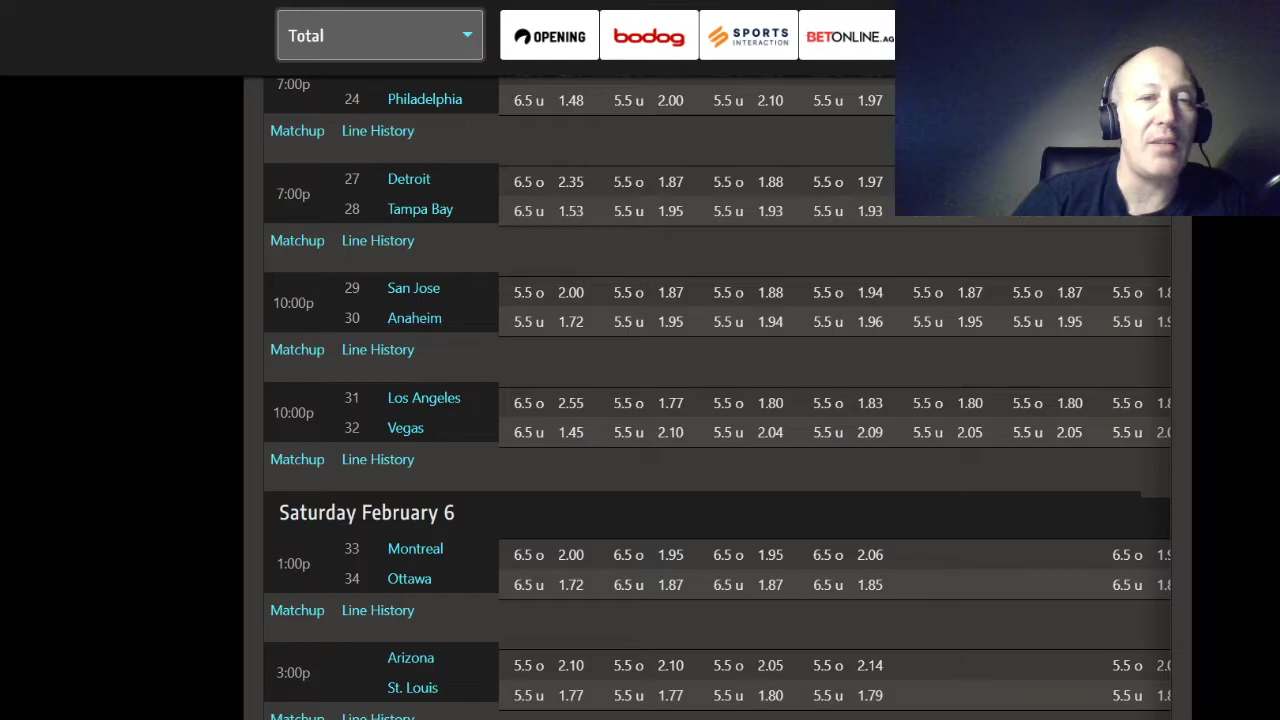 Total OPENING bodog SPORTS INTERACTION BETONLINE.AG
7:00p
24 Philadelphia 6.5 u 1.48 5.5 u 2.00 5.5 u 2.10 5.5 u 1.97
Matchup Line History
27 Detroit 6.5 o 2.35 5.5 o 1.87 5.5 o 1.88 5.5 o 1.97
7:00p
28 Tampa Bay 6.5 u 1.53 5.5 u 1.95 5.5 u 1.93 5.5 u 1.93
Matchup Line History
29 San Jose 5.5 o 2.00 5.5 o 1.87 5.5 o 1.88 5.5 o 1.94 5.5 o 1.87 5.5 o 1.87 5.5 o
10:00p
30 Anaheim 5.5 u 1.72 5.5 u 1.95 5.5 u 1.94 5.5 u 1.96 5.5 u 1.95 5.5 u 1.95 5.5 u
Matchup Line History
31 Los Angeles 6.5 o 2.55 5.5 o 1.77 5.5 o 1.80 5.5 o 1.83 5.5 o 1.80 5.5 o 1.80 5.5 o
10:00p
32 Vegas 6.5 u 1.45 5.5 u 2.10 5.5 u 2.04 5.5 u 2.09 5.5 u 2.05 5.5 u 2.05 5.5 u
Matchup Line History
Saturday February 6
33 Montreal 6.5 o 2.00 6.5 o 1.95 6.5 o 1.95 6.5 o 2.06 6.5 o
1:00p
34 Ottawa 6.5 u 1.72 6.5 u 1.87 6.5 u 1.87 6.5 u 1.85 6.5 u
Matchup Line History
Arizona 5.5 o 2.10 5.5 o 2.10 5.5 o 2.05 5.5 o 2.14 5.5 o
3:00p
St. Louis 5.5 u 1.77 5.5 u 1.77 5.5 u 1.80 5.5 u 1.79 5.5 u
Matchup Line History